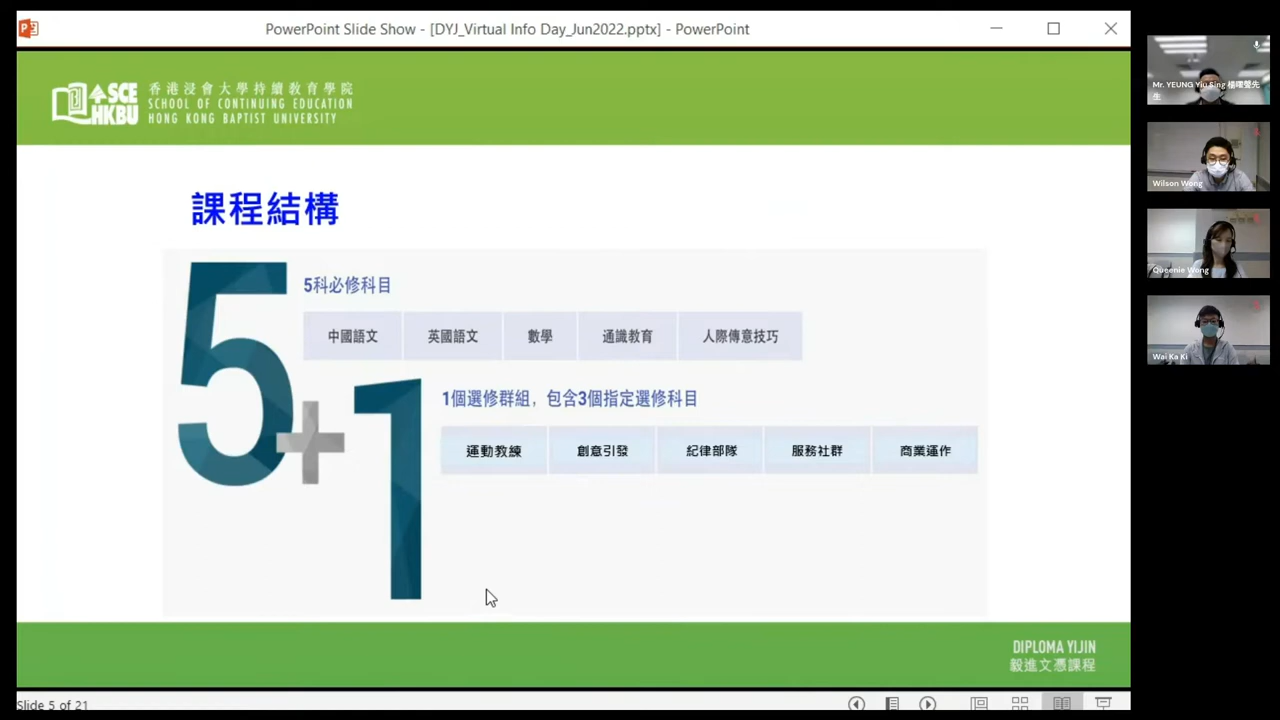 PowerPoint Slide Show - [DYJ_Virtual Info Day_Jun2022.pptx] - PowerPoint
SCE
HKBU
香港浸會大學持續教育學院
SCHOOL OF CONTINUING EDUCATION
HONG KONG BAPTIST UNIVERSITY
課程結構
5+1
5科必修科目
中國語文 英國語文 數學 通識教育 人際傳意技巧
1個選修群組，包含3個指定選修科目
運動教練 創意引發 紀律部隊 服務社群 商業運作
DIPLOMA YIJIN
毅進文憑課程
Slide 5 of 21
Mr. YEUNG Yiu Sing 楊曜聲先
生
Wilson Wong
Queenie Wong
Wai Ka Ki